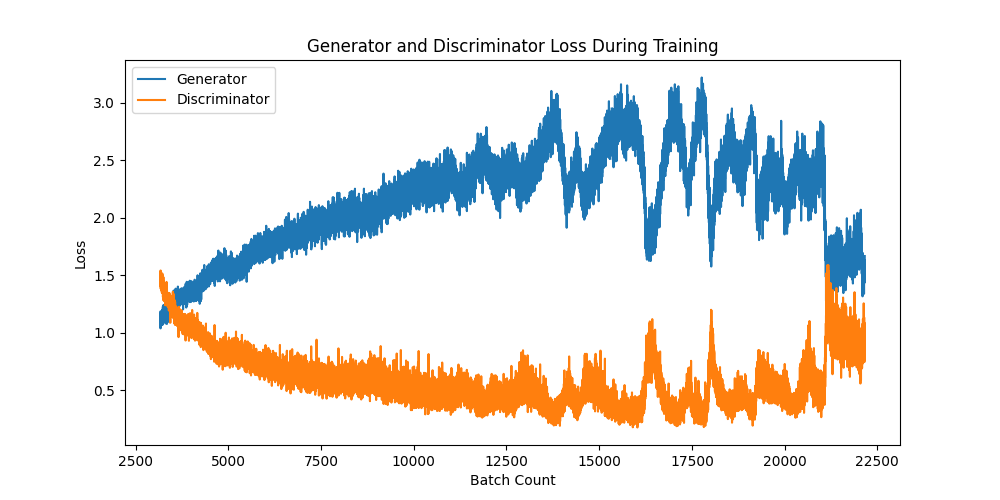 Generator and Discriminator Loss During Training
Generator
Discriminator
3.0
2.5
2.0
1.5
1.0
0.5
Loss
2500 5000 7500 10000 12500 15000 17500 20000 22500
Batch Count